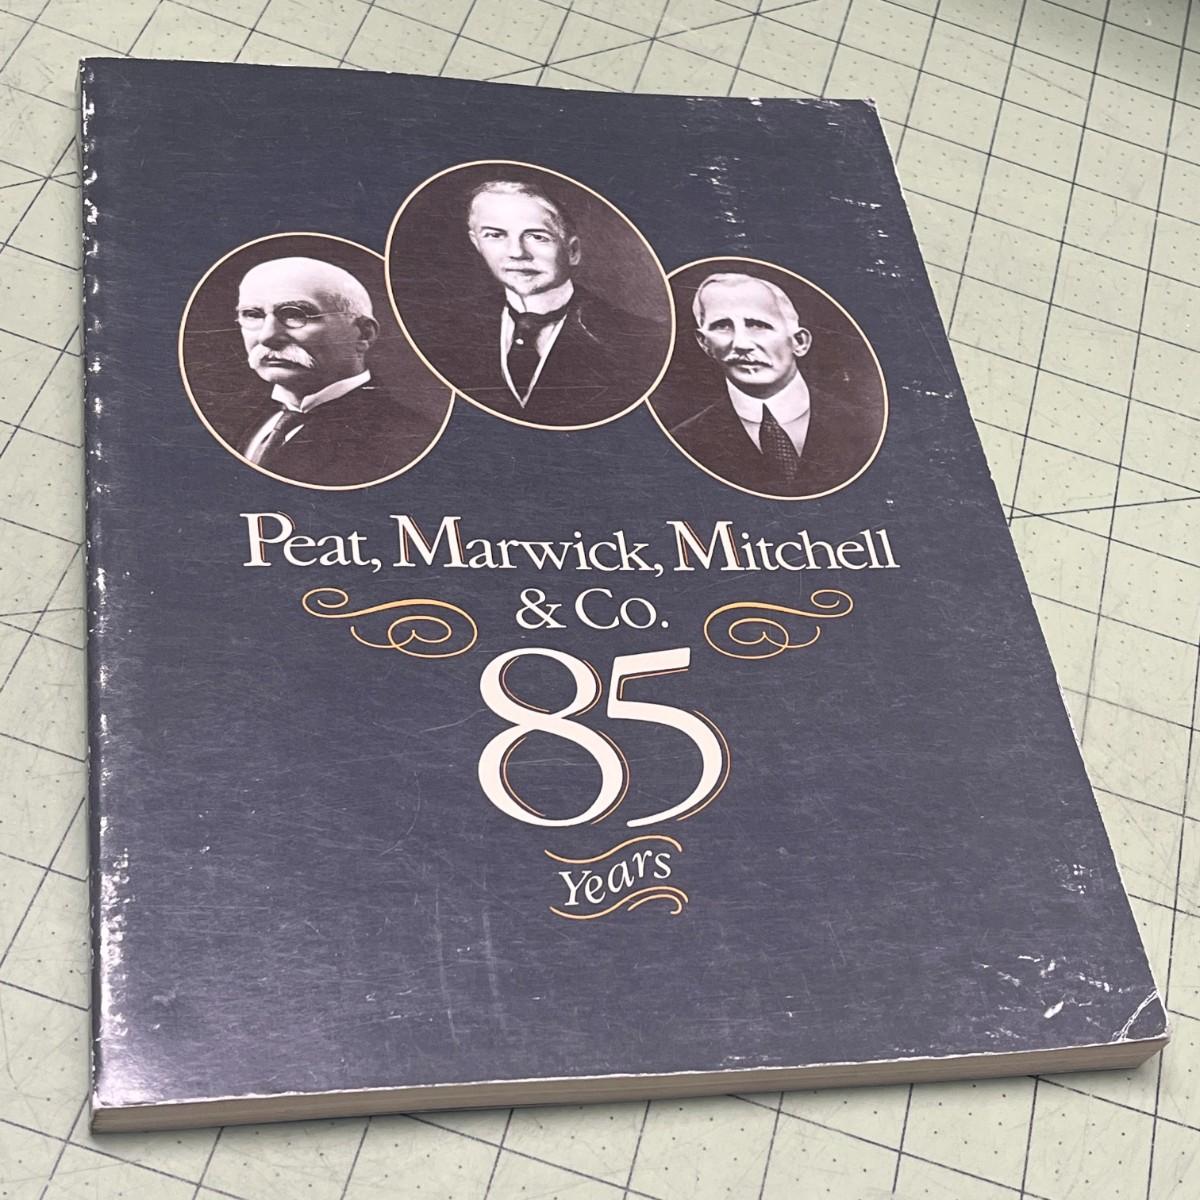 Peat, Marwick, Mitchell
& Co.
85
Years